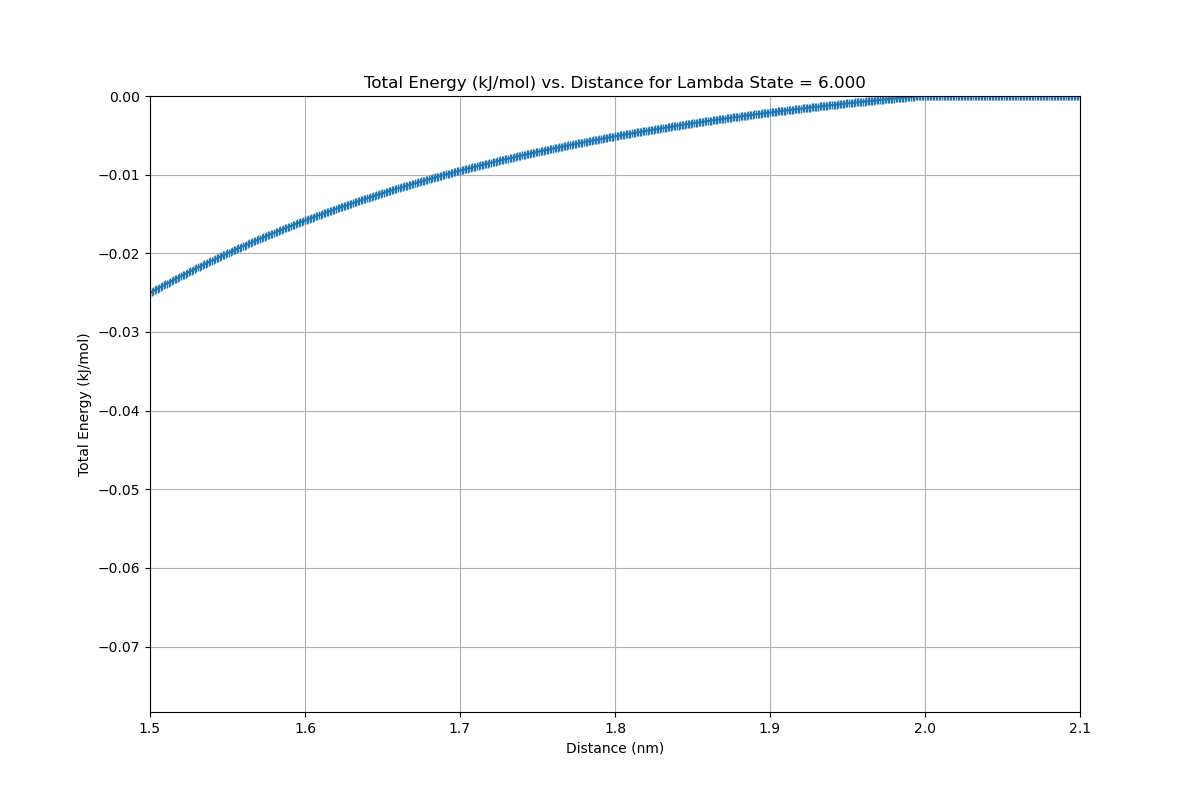 Total Energy (kJ/mol) vs. Distance for Lambda State = 6.000
0.00
−0.01
−0.02
−0.03
−0.04
−0.05
−0.06
−0.07
Total Energy (kJ/mol)
1.5 1.6 1.7 1.8 1.9 2.0 2.1
Distance (nm)